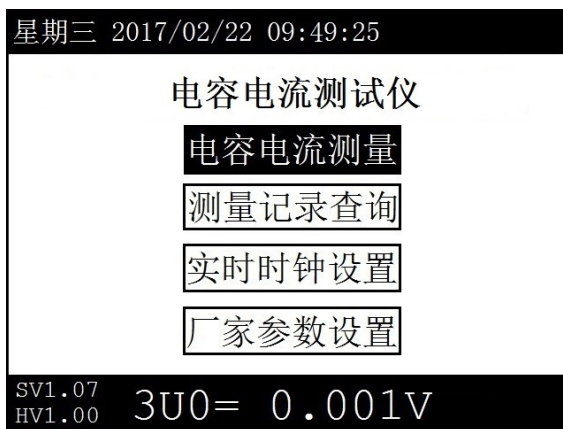 星期三 2017/02/22 09:49:25
电容电流测试仪
电容电流测量
测量记录查询
实时时钟设置
厂家参数设置
SV1.07
HV1.00
3U0= 0.001V